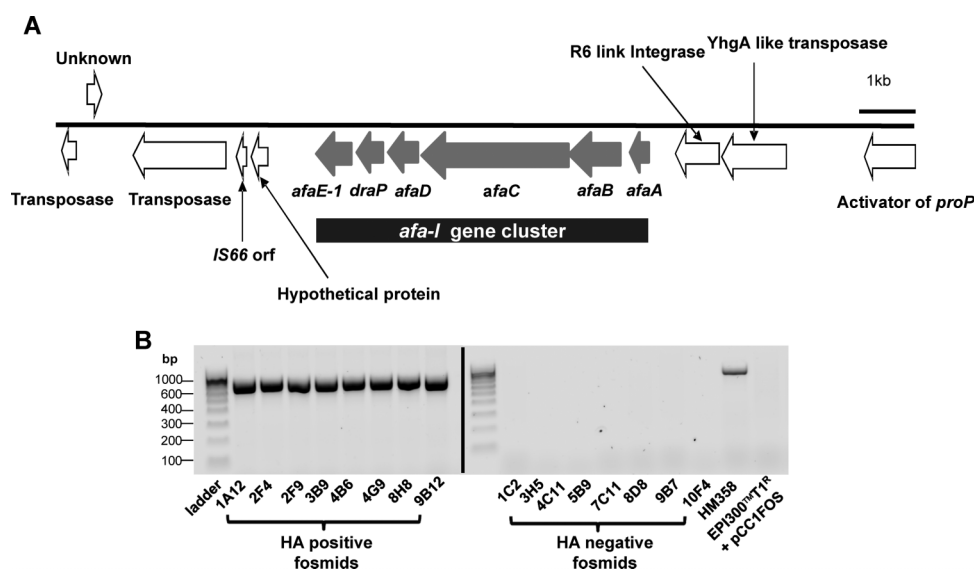 A
Unknown
R6 link Integrase
YhgA like transposase
1kb
afaE-1 draP afaD afaC afaB afaA
Transposase
Transposase
Activator of proP
afa-I gene cluster
IS66 orf
Hypothetical protein
B
bp
1000
600
400
300
200
100
ladder
1A12
2F4
2F9
3B9
4B6
4G9
8H8
9B12
1C2
3H5
4C11
5B9
7C11
8D8
9B7
10F4
HM358
EPI300™T1R
+ pCC1FOS
HA positive
fosmids
HA negative
fosmids